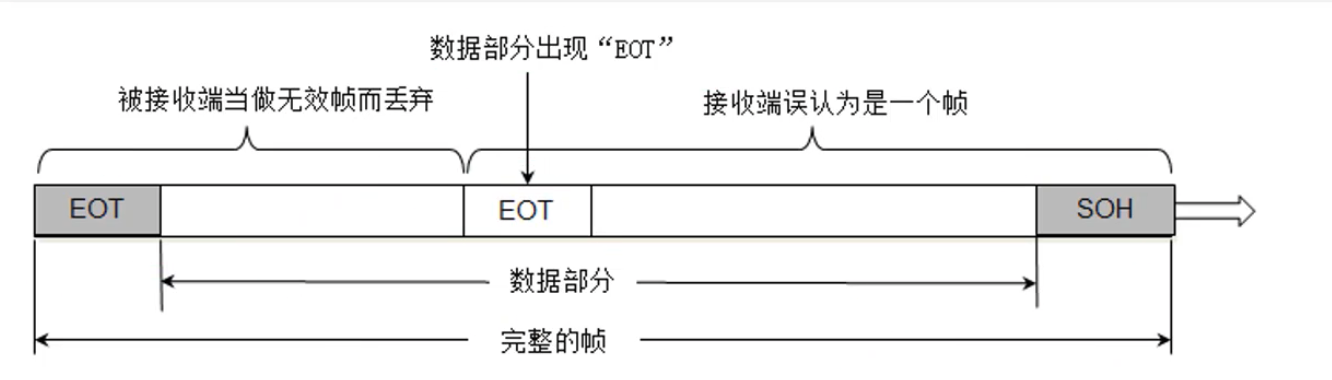 数据部分出现“EOT”
被接收端当做无效帧而丢弃
接收端误认为是一个帧
EOT
EOT
SOH
数据部分
完整的帧